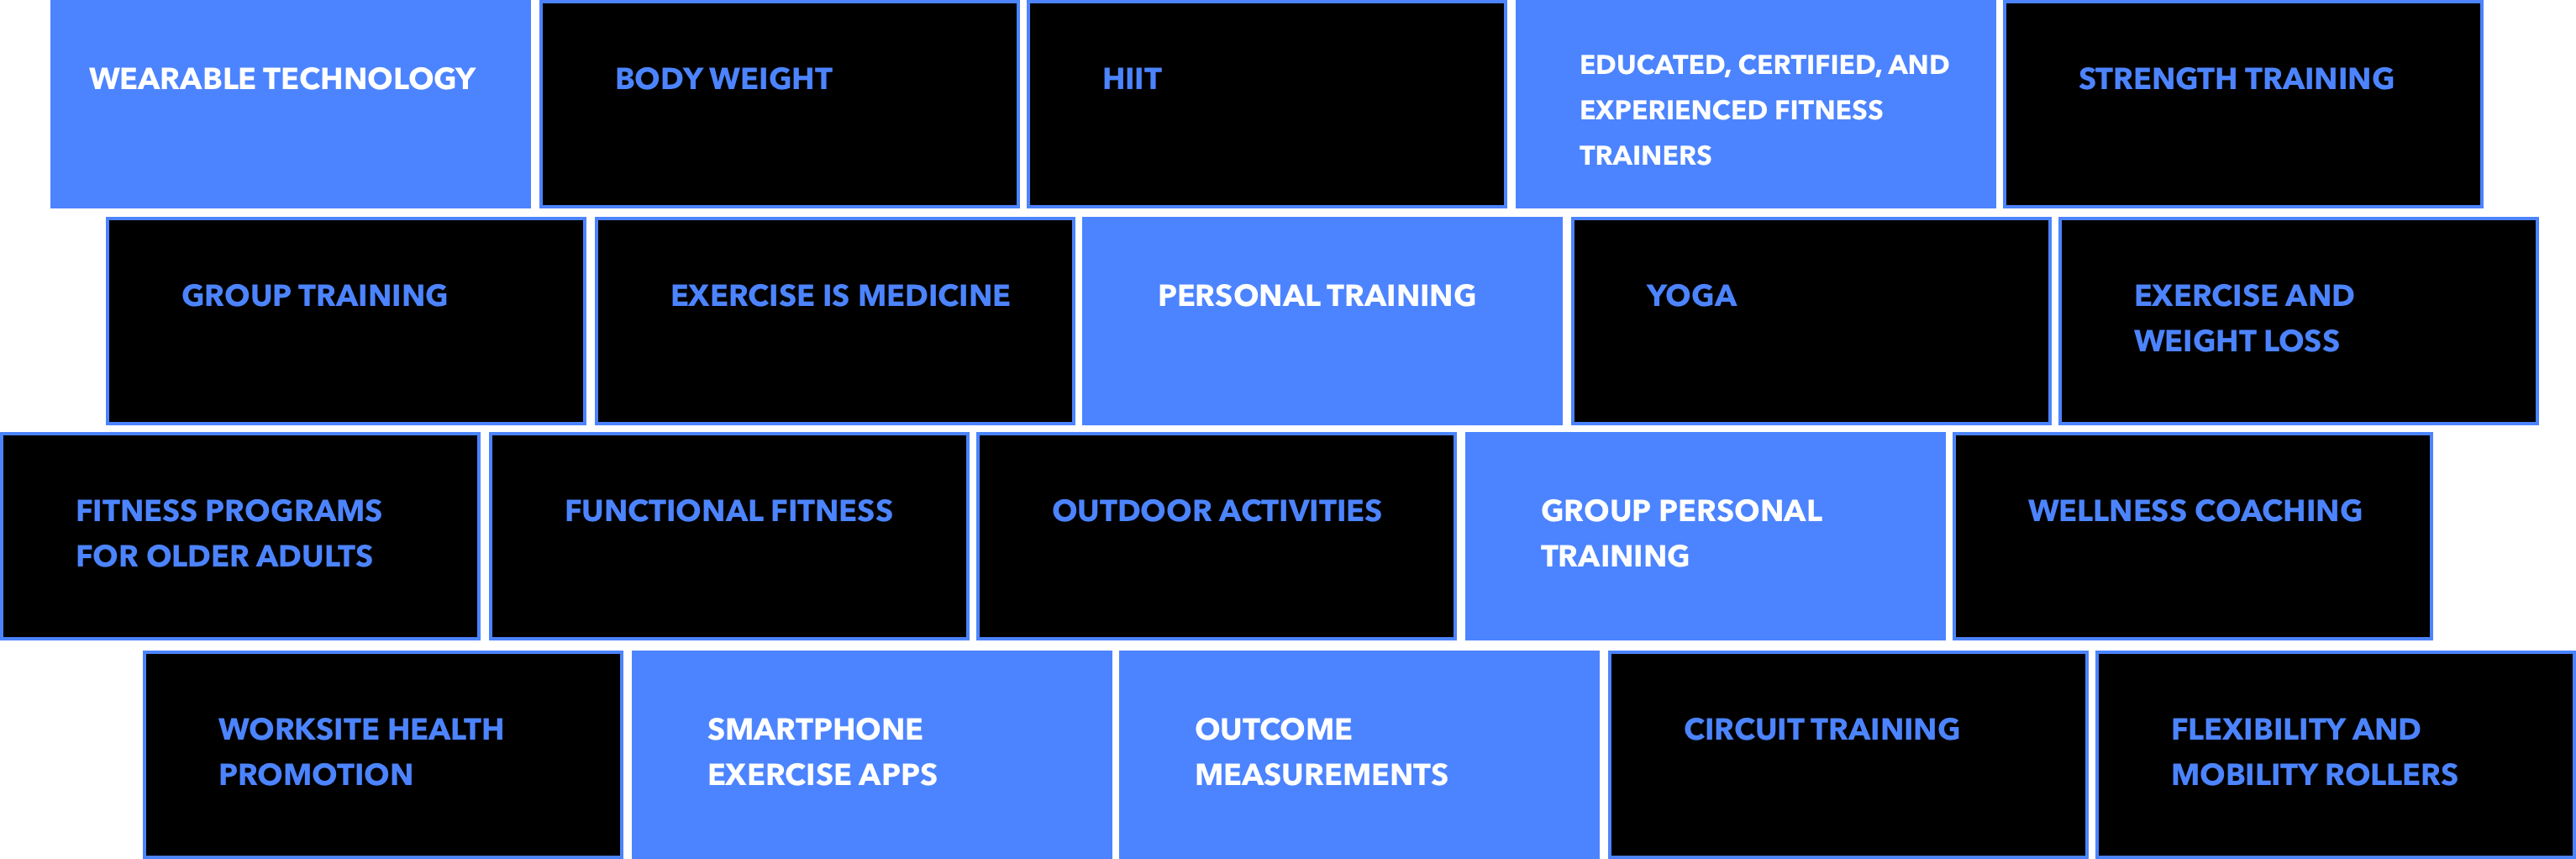 WEARABLE TECHNOLOGY
BODY WEIGHT
HIIT
EDUCATED, CERTIFIED, AND
EXPERIENCED FITNESS
TRAINERS
STRENGTH TRAINING
GROUP TRAINING
EXERCISE IS MEDICINE
PERSONAL TRAINING
YOGA
EXERCISE AND
WEIGHT LOSS
FITNESS PROGRAMS
FOR OLDER ADULTS
FUNCTIONAL FITNESS
OUTDOOR ACTIVITIES
GROUP PERSONAL
TRAINING
WELLNESS COACHING
WORKSITE HEALTH
PROMOTION
SMARTPHONE
EXERCISE APPS
OUTCOME
MEASUREMENTS
CIRCUIT TRAINING
FLEXIBILITY AND
MOBILITY ROLLERS